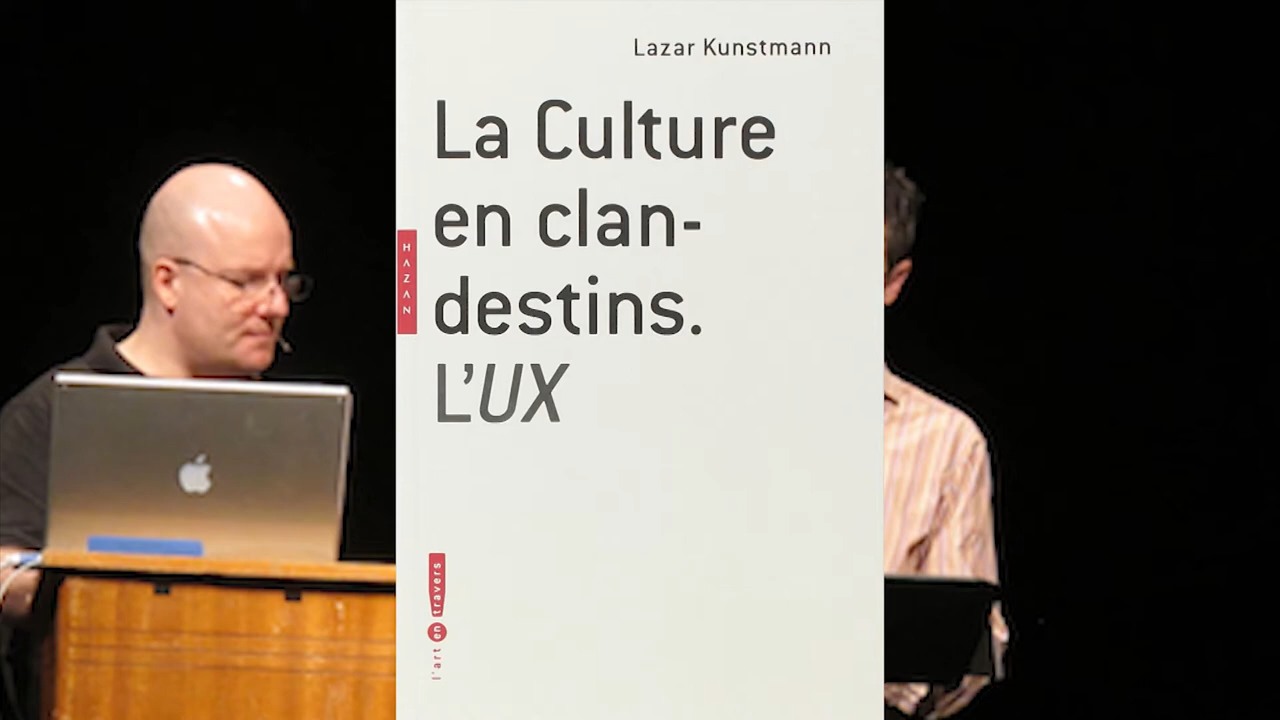 Lazar Kunstmann
La Culture
en clan-
destins.
L'UX
HAZAN
l'art en travers